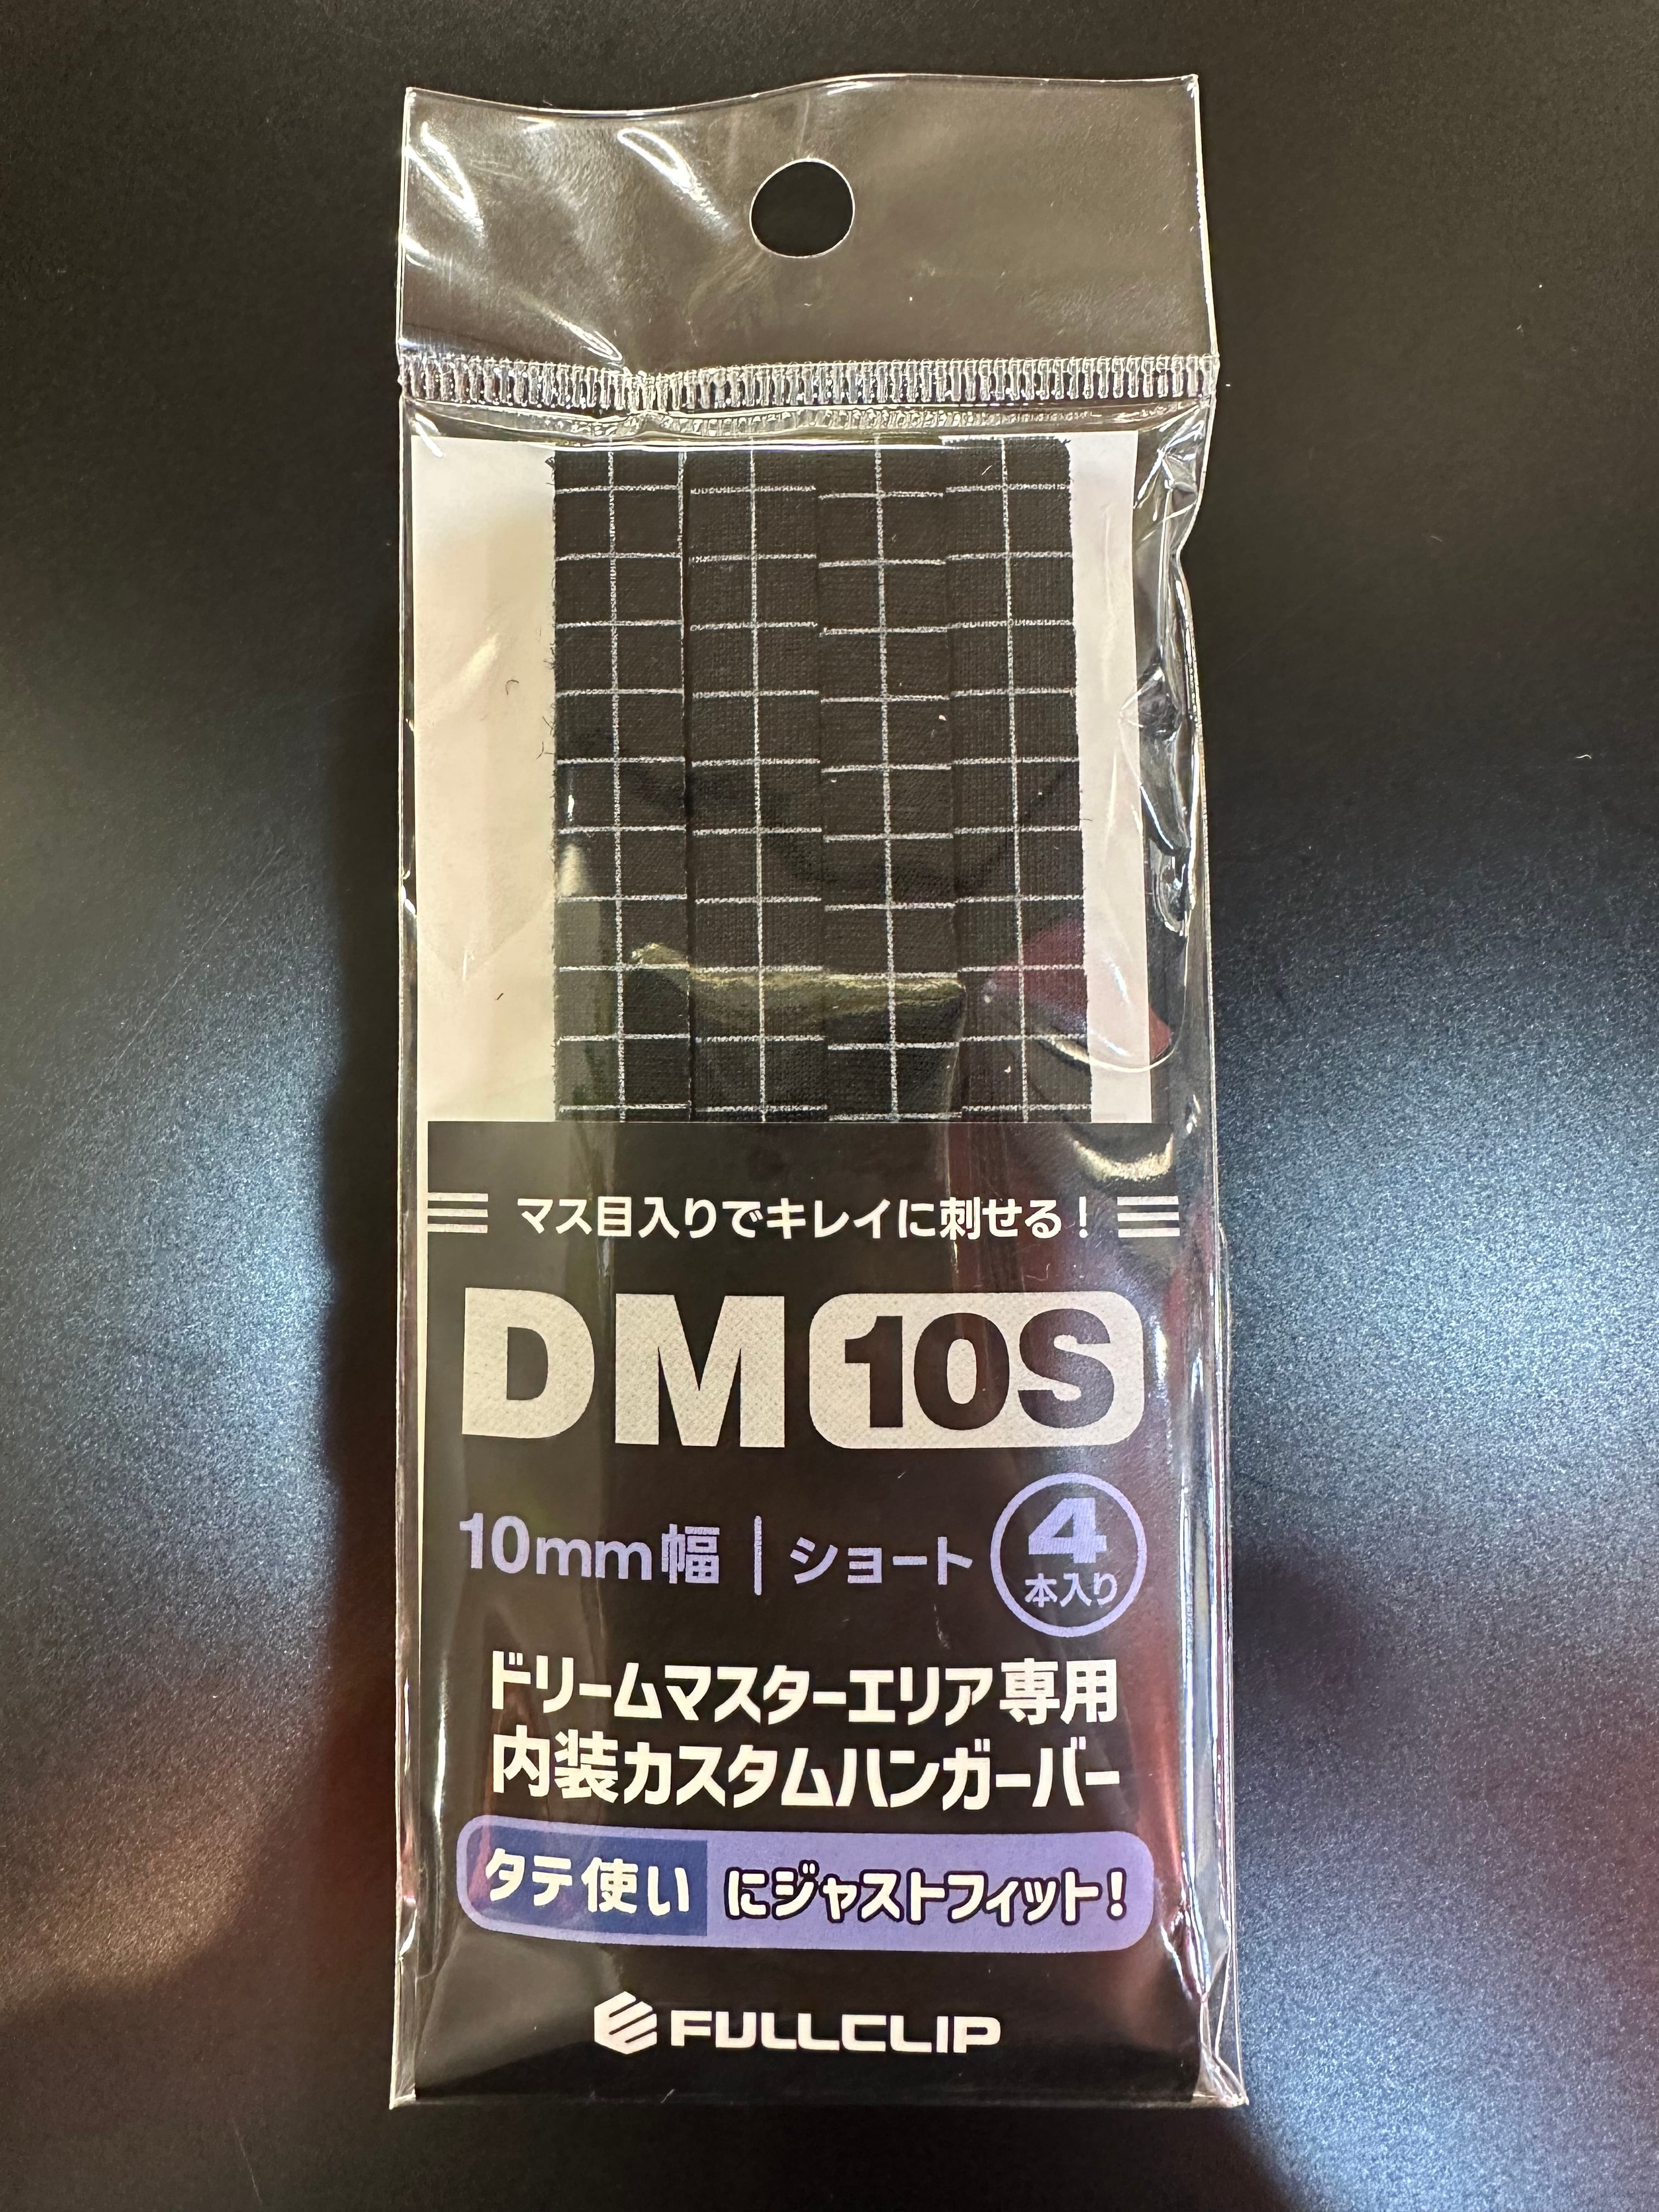 マス目入りでキレイに刺せる！
DM 10S
10mm幅 | ショート 4本入り
ドリームマスターエリア専用
内装カスタムハンガーバー
タテ使いにジャストフィット！
FULLCLIP